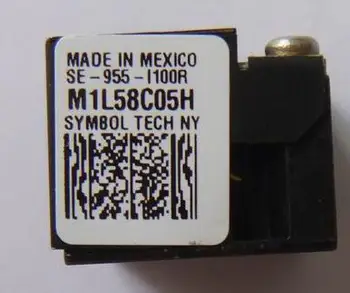 MADE IN MEXICO
SE-955-I100R
M1L58C05H
SYMBOL TECH NY